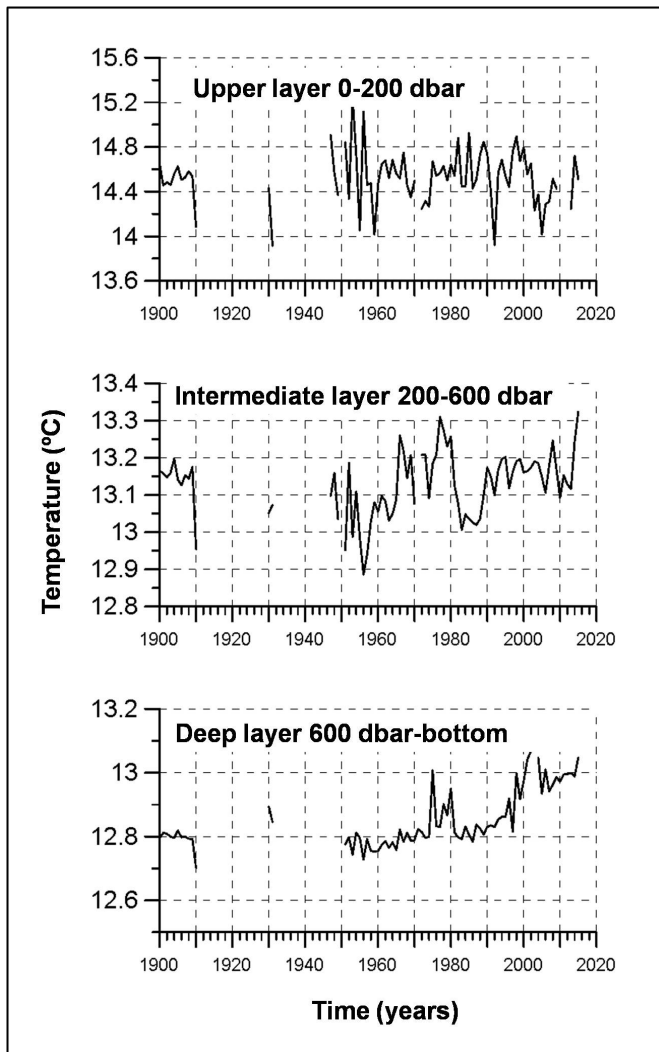 15.6
Upper layer 0-200 dbar
15.2
14.8
14.4
14
13.6
1900 1920 1940 1960 1980 2000 2020
13.4
Intermediate layer 200-600 dbar
13.3
13.2
13.1
13
12.9
12.8
1900 1920 1940 1960 1980 2000 2020
Temperature (ºC)
13.2
Deep layer 600 dbar-bottom
13
12.8
12.6
1900 1920 1940 1960 1980 2000 2020
Time (years)